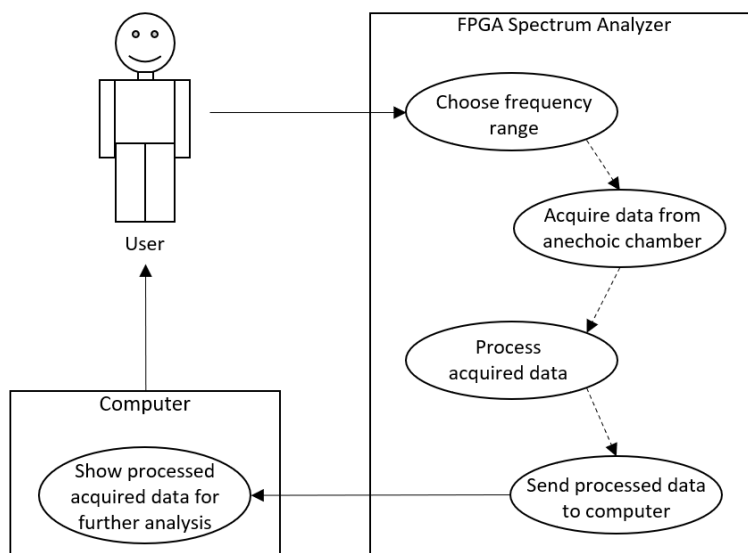 FPGA Spectrum Analyzer
Choose frequency
range
Acquire data from
anechoic chamber
User
Process
acquired data
Computer
Show processed
acquired data for
further analysis
Send processed data
to computer